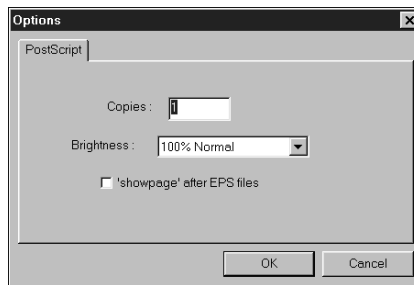 Options
PostScript
Copies : 1
Brightness : 100% Normal
'showpage' after EPS files
OK Cancel